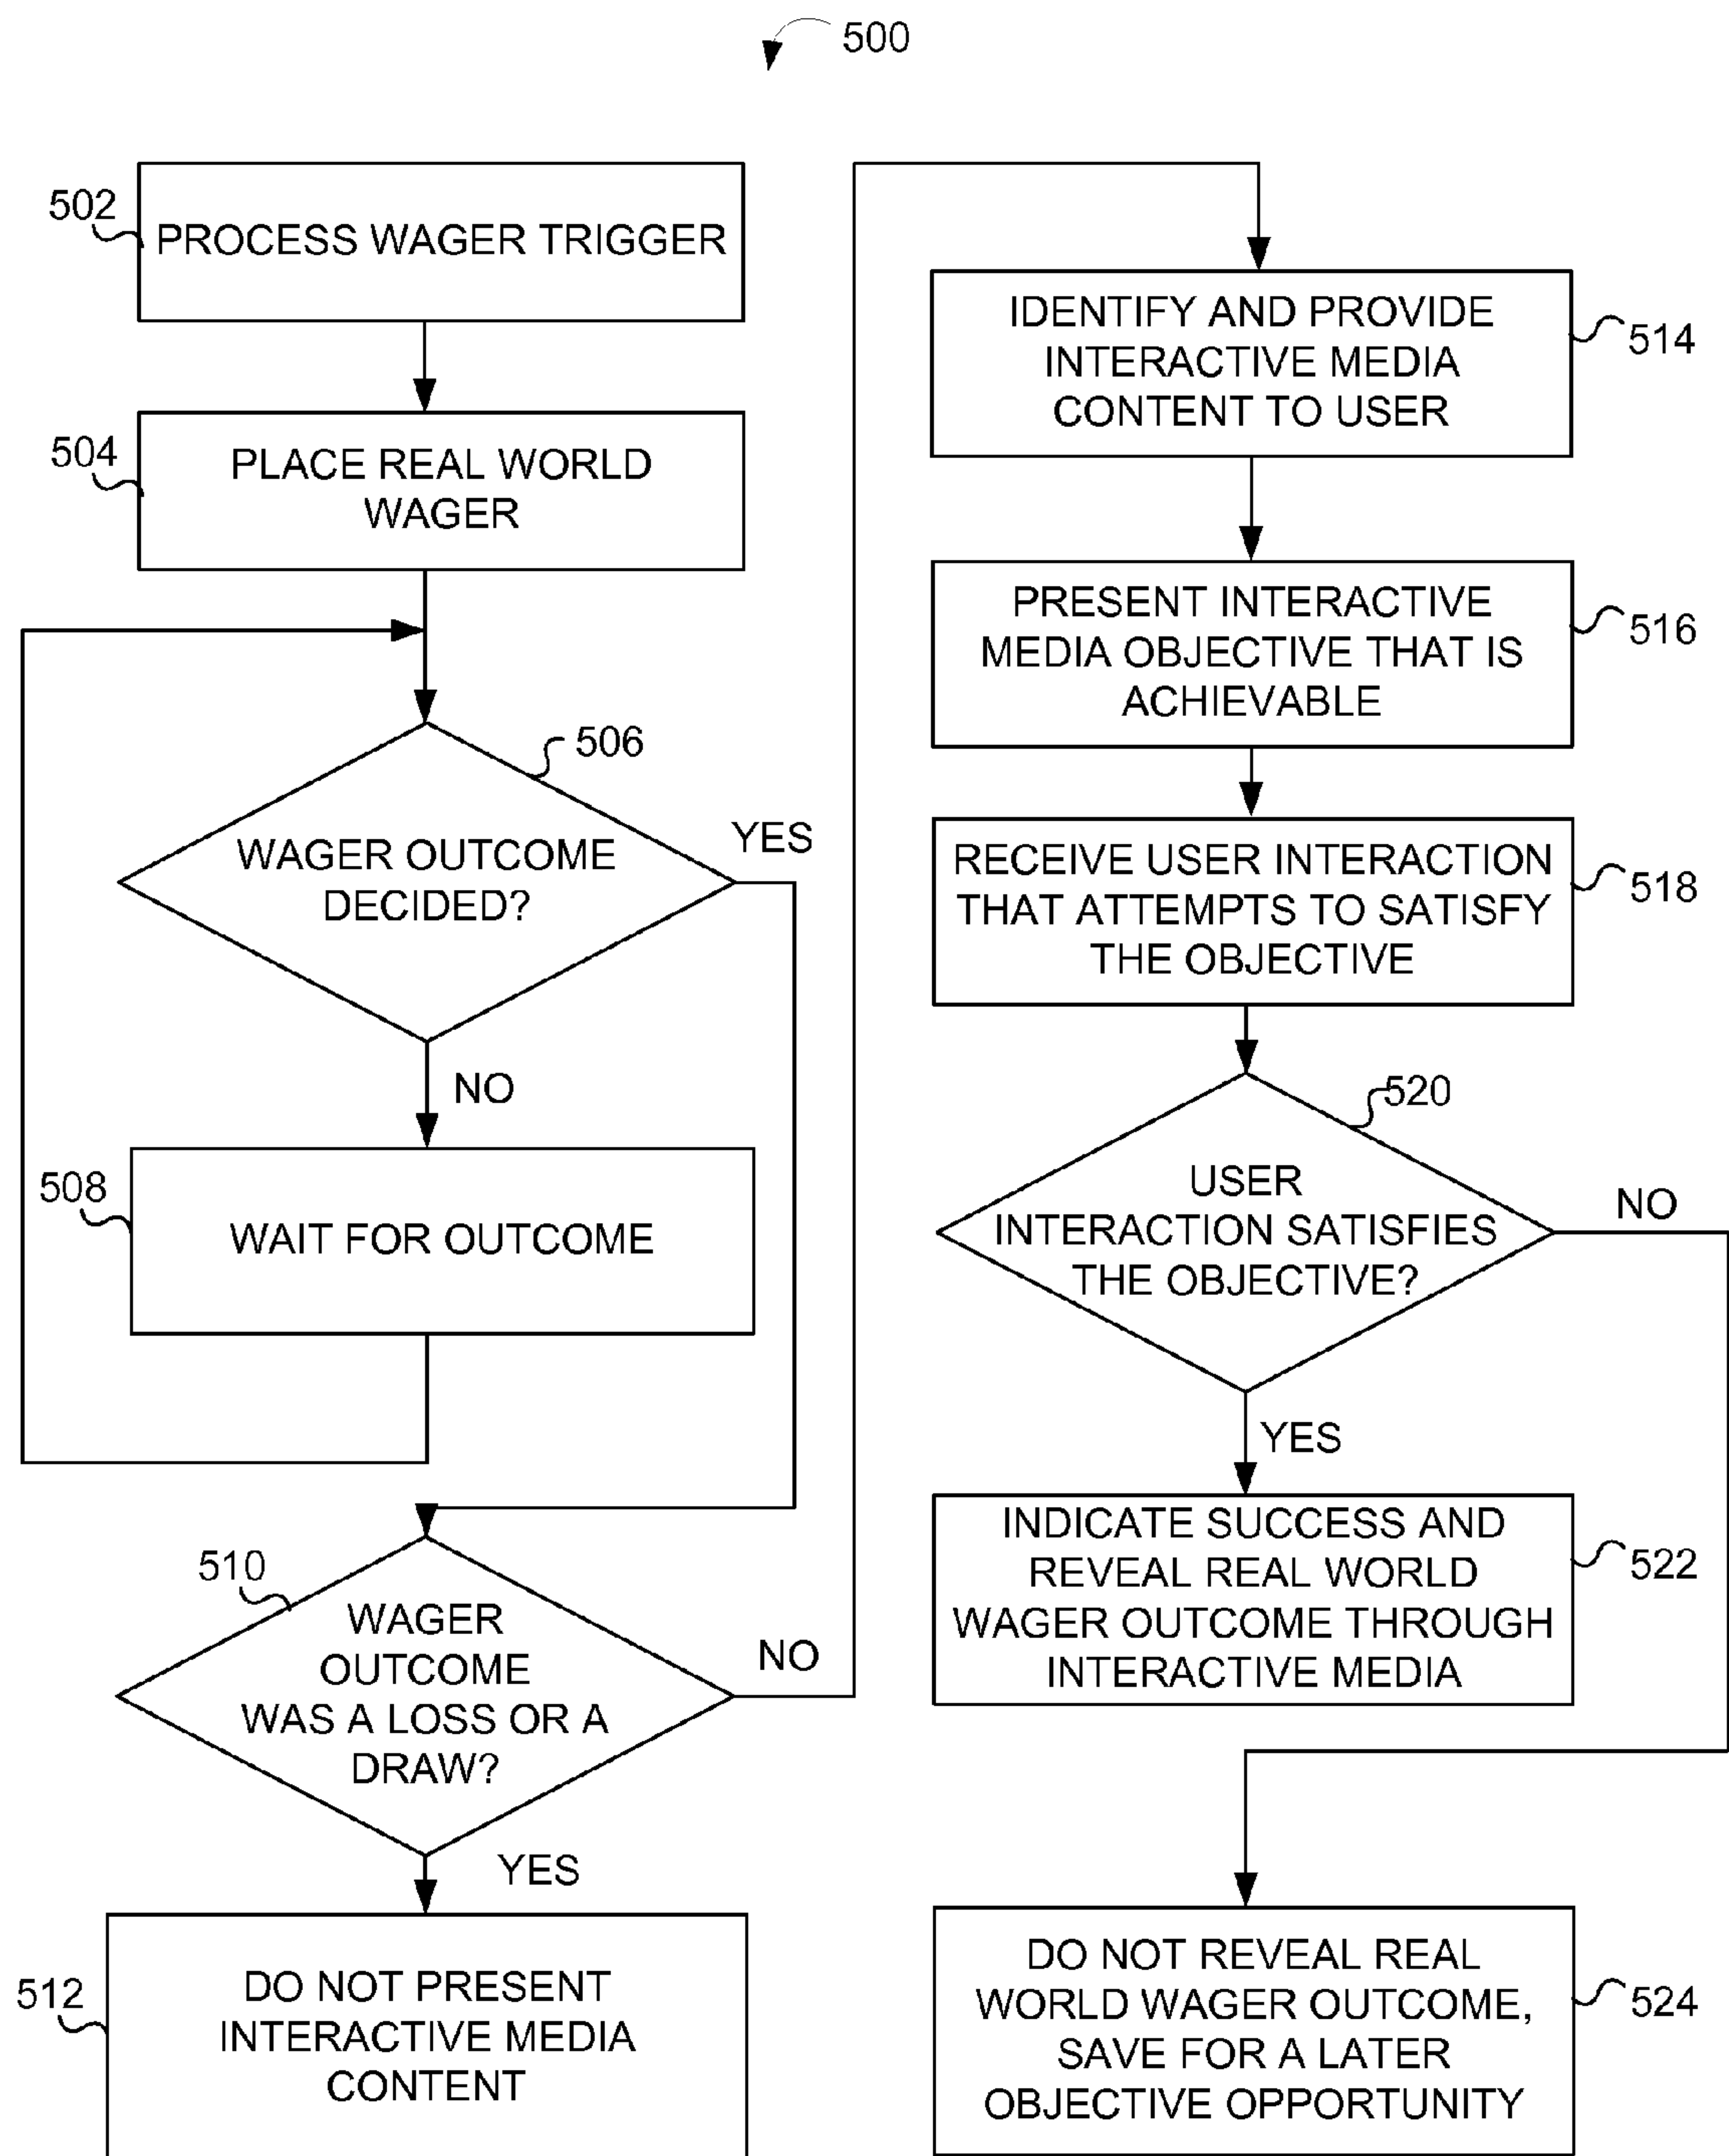 500
502
PROCESS WAGER TRIGGER
504
PLACE REAL WORLD
WAGER
506
WAGER OUTCOME
DECIDED?
YES
NO
508
WAIT FOR OUTCOME
510
WAGER
OUTCOME
WAS A LOSS OR A
DRAW?
NO
YES
512
DO NOT PRESENT
INTERACTIVE MEDIA
CONTENT
IDENTIFY AND PROVIDE
INTERACTIVE MEDIA
CONTENT TO USER
514
PRESENT INTERACTIVE
MEDIA OBJECTIVE THAT IS
ACHIEVABLE
516
RECEIVE USER INTERACTION
THAT ATTEMPTS TO SATISFY
THE OBJECTIVE
518
520
USER
INTERACTION SATISFIES
THE OBJECTIVE?
NO
YES
INDICATE SUCCESS AND
REVEAL REAL WORLD
WAGER OUTCOME THROUGH
INTERACTIVE MEDIA
522
DO NOT REVEAL REAL
WORLD WAGER OUTCOME,
SAVE FOR A LATER
OBJECTIVE OPPORTUNITY
524